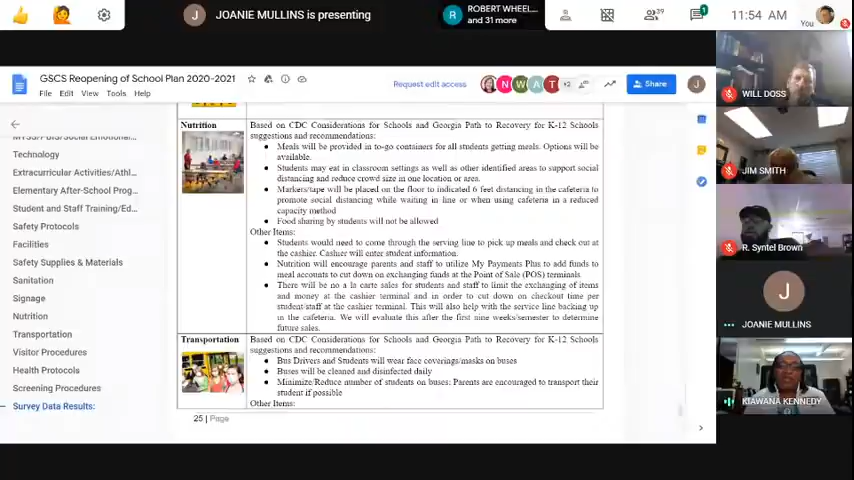 JOANIE MULLINS is presenting
ROBERT WHEEL...
and 31 more
39
1
11:54 AM
You
GSCS Reopening of School Plan 2020-2021
File Edit View Tools Help
Request edit access
N W A T +2
Share
J
MTSS/PBIS/Social Emotional...
Technology
Extracurricular Activities/Athl...
Elementary After-School Prog...
Student and Staff Training/Ed...
Safety Protocols
Facilities
Safety Supplies & Materials
Sanitation
Signage
Nutrition
Transportation
Visitor Procedures
Health Protocols
Screening Procedures
Survey Data Results:
Nutrition
Based on CDC Considerations for Schools and Georgia Path to Recovery for K-12 Schools
suggestions and recommendations:
● Meals will be provided in to-go containers for all students getting meals. Options will be
available.
● Students may eat in classroom settings as well as other identified areas to support social
distancing and reduce crowd size in one location or area.
● Markers/tape will be placed on the floor to indicated 6 feet distancing in the cafeteria to
promote social distancing while waiting in line or when using cafeteria in a reduced
capacity method
● Food sharing by students will not be allowed
Other Items:
● Students would need to come through the serving line to pick up meals and check out at
the cashier. Cashier will enter student information.
● Nutrition will encourage parents and staff to utilize My Payments Plus to add funds to
meal accounts to cut down on exchanging funds at the Point of Sale (POS) terminals
● There will be no a la carte sales for students and staff to limit the exchanging of items
and money at the cashier terminal and in order to cut down on checkout time per
student/staff at the cashier terminal. This will also help with the service line backing up
in the cafeteria. We will evaluate this after the first nine weeks/semester to determine
future sales.
Transportation
Based on CDC Considerations for Schools and Georgia Path to Recovery for K-12 Schools
suggestions and recommendations:
● Bus Drivers and Students will wear face coverings/masks on buses
● Buses will be cleaned and disinfected daily
● Minimize/Reduce number of students on buses: Parents are encouraged to transport their
student if possible
Other Items:
25 | Page
WILL DOSS
JIM SMITH
R. Syntel Brown
J
JOANIE MULLINS
KIAWANA KENNEDY